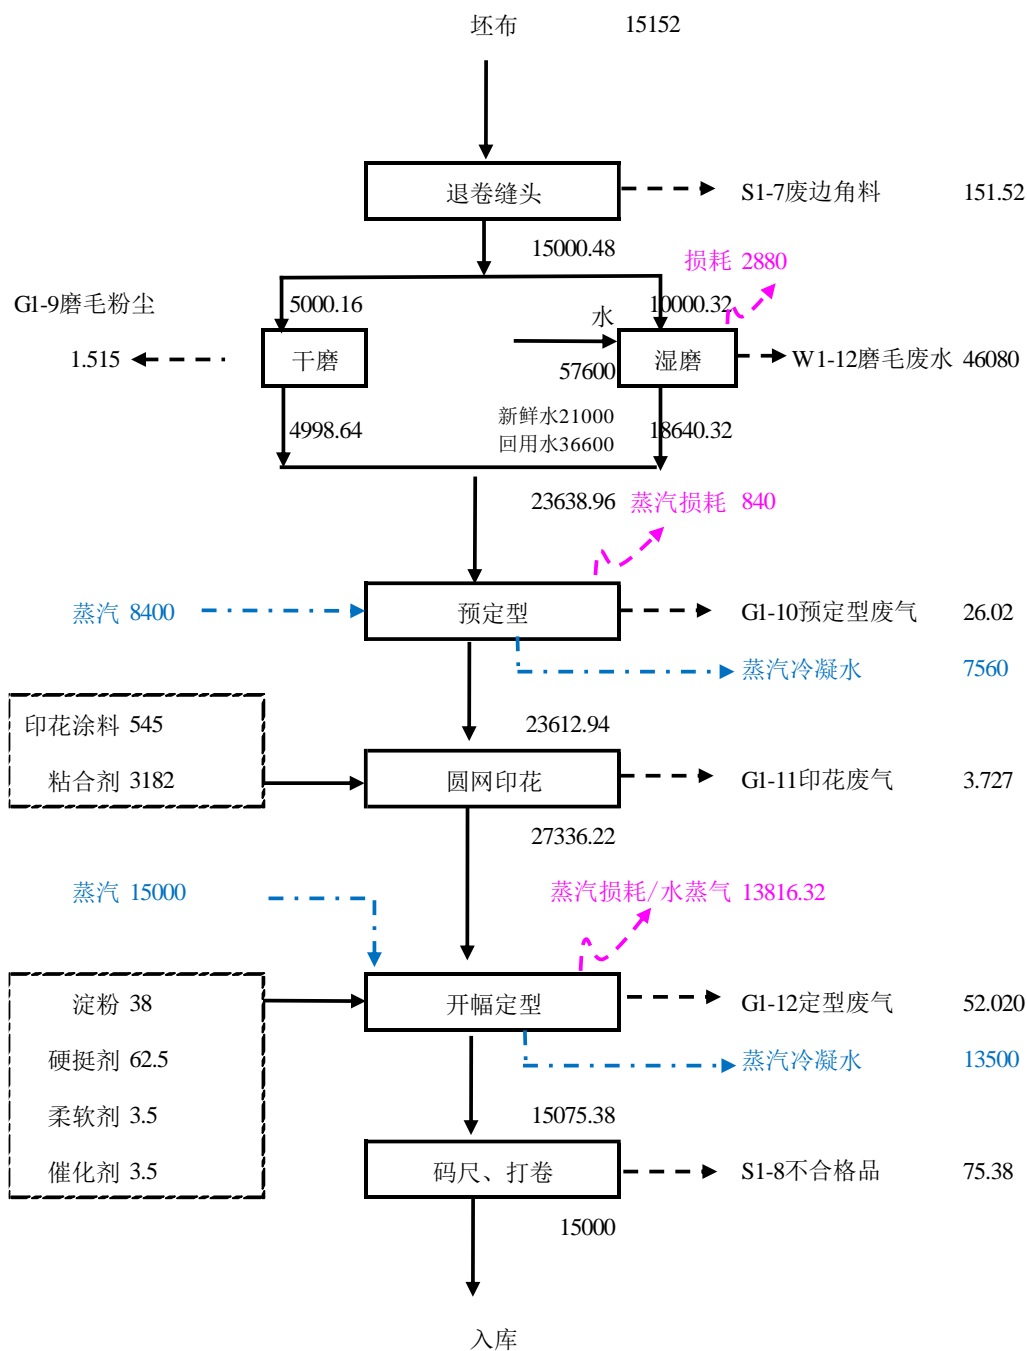 坯布 15152
退卷缝头 S1-7废边角料 151.52
15000.48
损耗 2880
G1-9磨毛粉尘 5000.16 10000.32
水
1.515 干磨 湿磨 W1-12磨毛废水 46080
57600
新鲜水21000
4998.64 18640.32
回用水36600
23638.96 蒸汽损耗 840
蒸汽 8400 预定型 G1-10预定型废气 26.02
蒸汽冷凝水 7560
印花涂料 545 23612.94
粘合剂 3182 圆网印花 G1-11印花废气 3.727
27336.22
蒸汽 15000 蒸汽损耗/水蒸气 13816.32
淀粉 38 开幅定型 G1-12定型废气 52.020
硬挺剂 62.5 蒸汽冷凝水 13500
柔软剂 3.5 15075.38
催化剂 3.5 码尺、打卷 S1-8不合格品 75.38
15000
入库